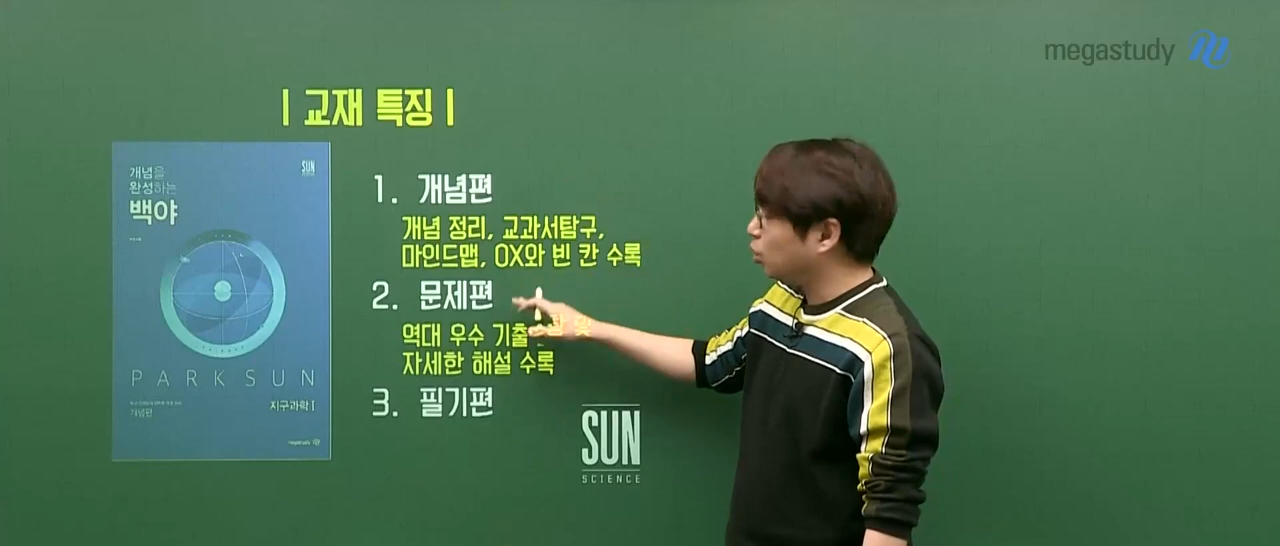 megastudy
| 교재 특징 |
개념을
완성하는
백야
SUN
PARK SUN
개념편
지구과학 I
megastudy
1. 개념편
개념 정리, 교과서탐구,
마인드맵, OX와 빈 칸 수록
2. 문제편
역대 우수 기출
자세한 해설 수록
3. 필기편
SUN
SCIENCE